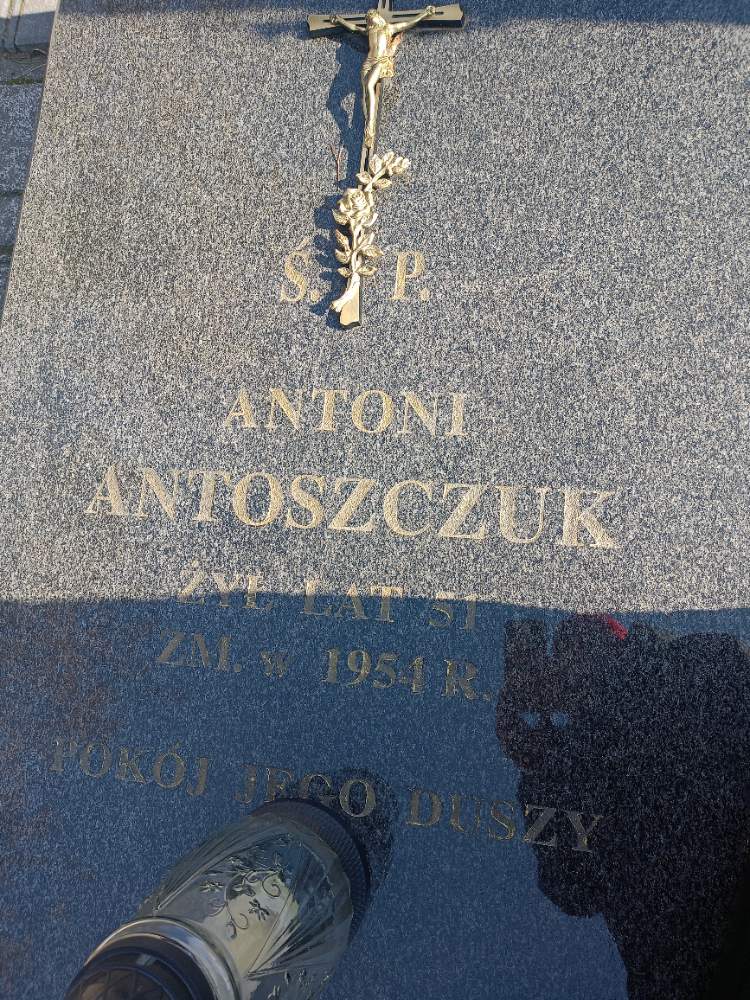 Ś. P.
ANTONI
ANTOSZCZUK
ŻYŁ LAT 51
ZM. w 1954 R.
POKÓJ JEGO DUSZY